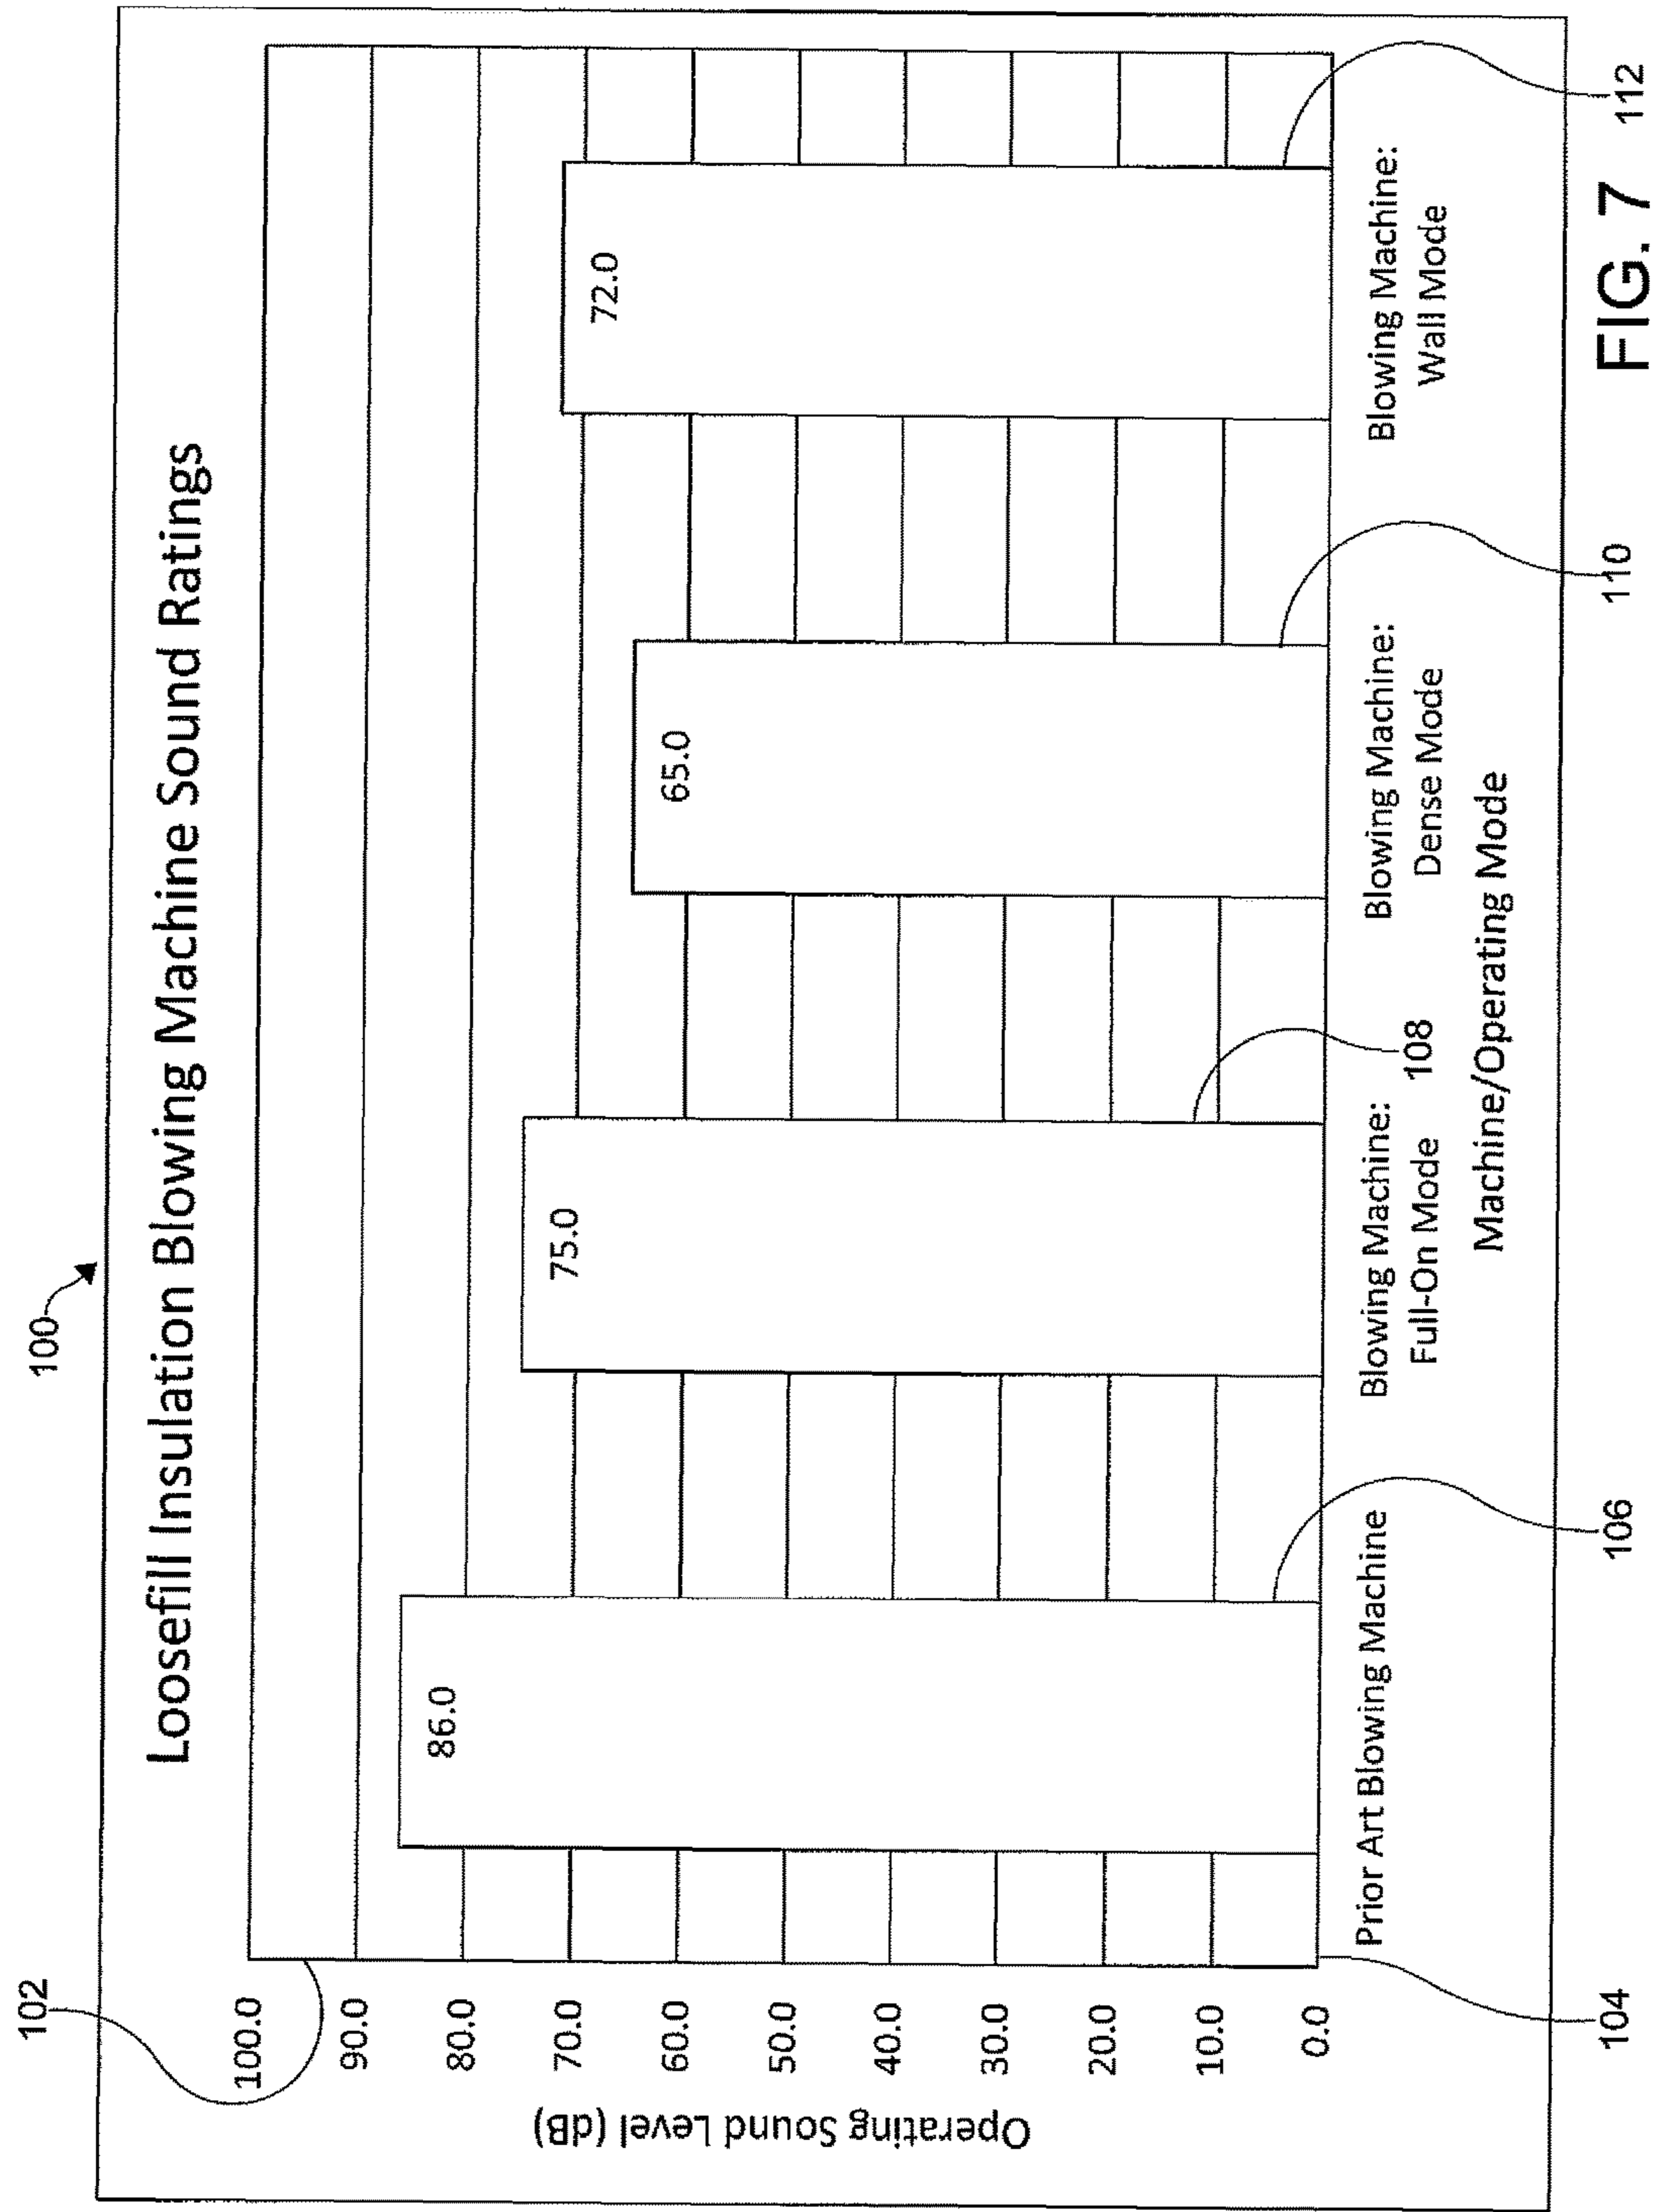 100
Loosefill Insulation Blowing Machine Sound Ratings
102
Operating Sound Level (dB)
100.0
90.0
80.0
70.0
60.0
50.0
40.0
30.0
20.0
10.0
0.0
86.0
75.0
65.0
72.0
Prior Art Blowing Machine
Blowing Machine:
Full-On Mode
Blowing Machine:
Dense Mode
Blowing Machine:
Wall Mode
108
Machine/Operating Mode
104
106
110
112
FIG. 7